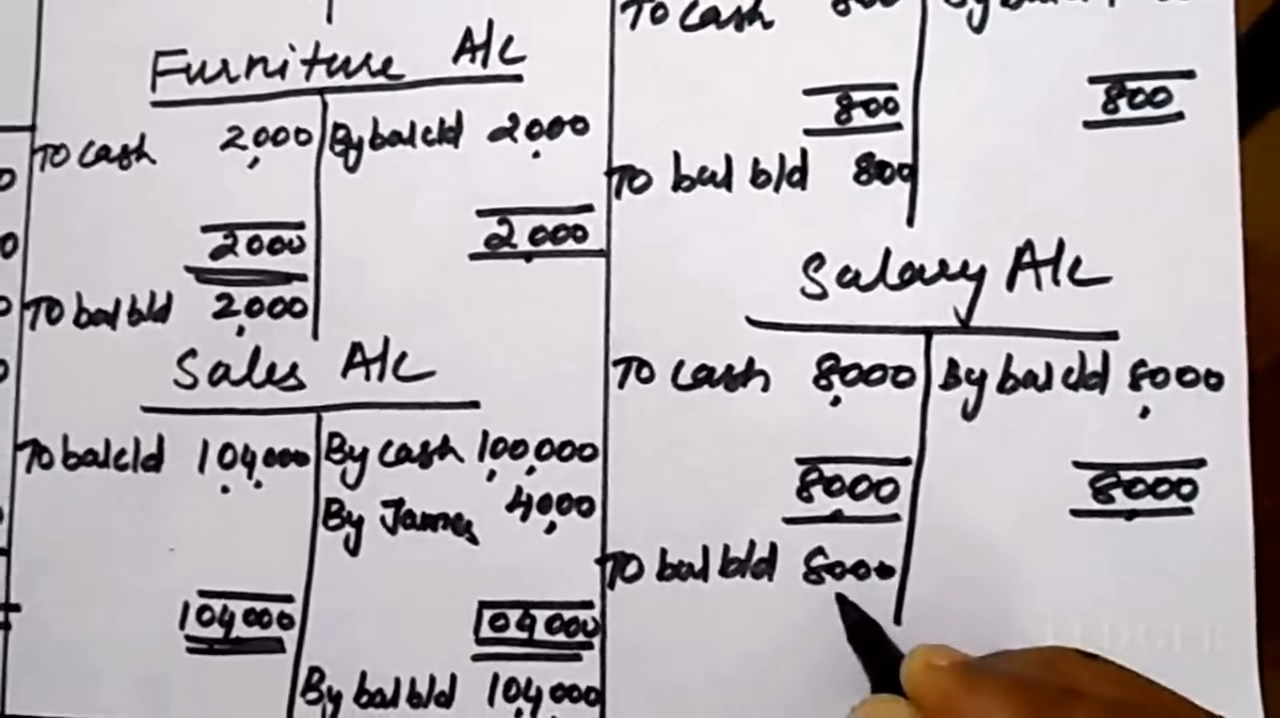 Furniture A/c
To cash 2,000 By bal c/d 2,000
2000 2,000
To bal b/d 2,000
Sales A/c
To bal c/d 104,000 By cash 100,000
By James 4,000
104,000 104,000
By bal b/d 104,000
To cash 800
800 800
To bal b/d 800
Salary A/c
To cash 8,000 By bal c/d 8,000
8000 8000
To bal b/d 8000
LEDGER